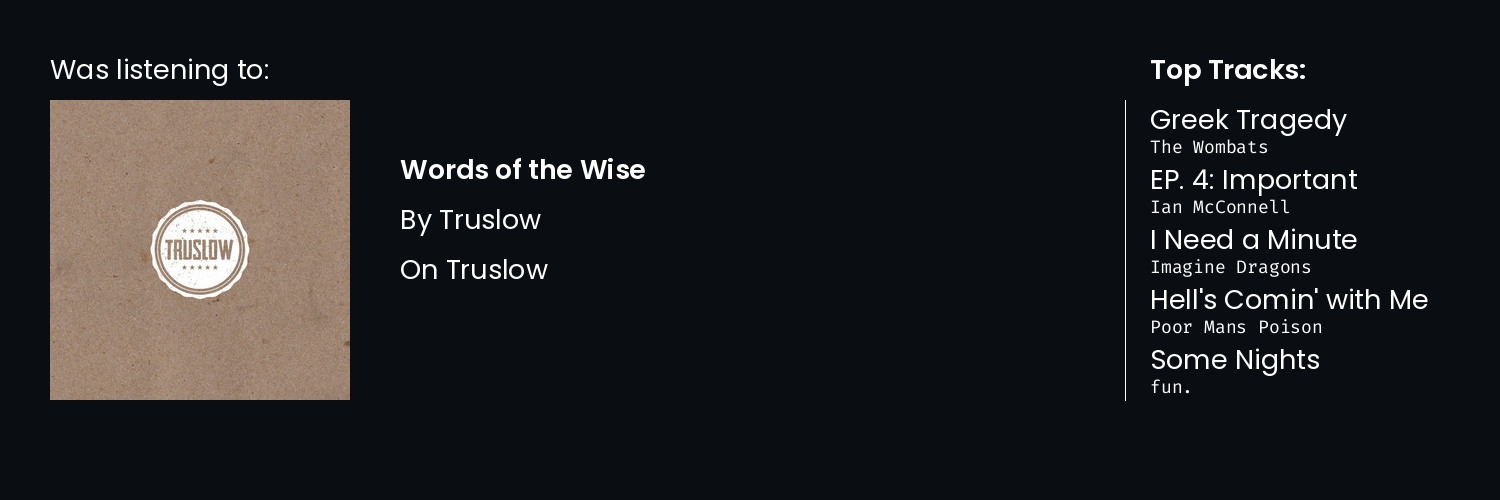 Was listening to:
TRUSLOW
Words of the Wise
By Truslow
On Truslow
Top Tracks:
Greek Tragedy
The Wombats
EP. 4: Important
Ian McConnell
I Need a Minute
Imagine Dragons
Hell's Comin' with Me
Poor Mans Poison
Some Nights
fun.